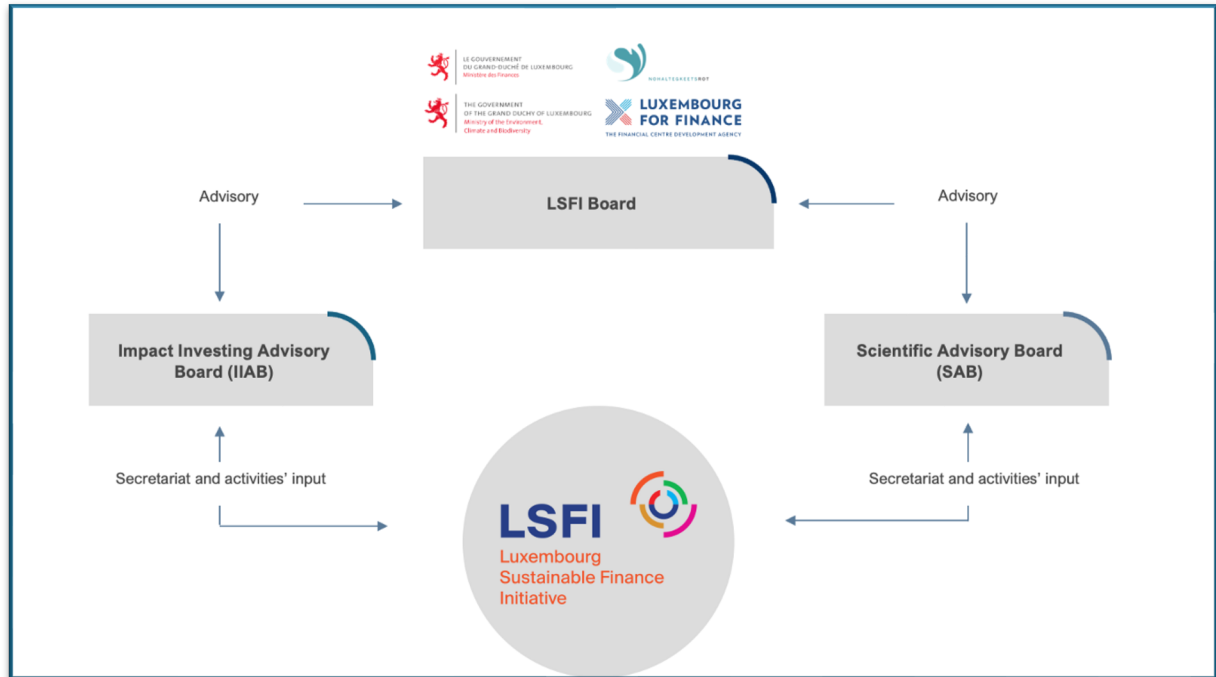 LE GOUVERNEMENT
DU GRAND-DUCHÉ DE LUXEMBOURG
Ministère des Finances
NOHALTEGKEETSROT
THE GOVERNMENT
OF THE GRAND DUCHY OF LUXEMBOURG
Ministry of the Environment,
Climate and Biodiversity
LUXEMBOURG
FOR FINANCE
THE FINANCIAL CENTRE DEVELOPMENT AGENCY
Advisory
LSFI Board
Advisory
Impact Investing Advisory
Board (IIAB)
Scientific Advisory Board
(SAB)
Secretariat and activities’ input
Secretariat and activities’ input
LSFI
Luxembourg
Sustainable Finance
Initiative